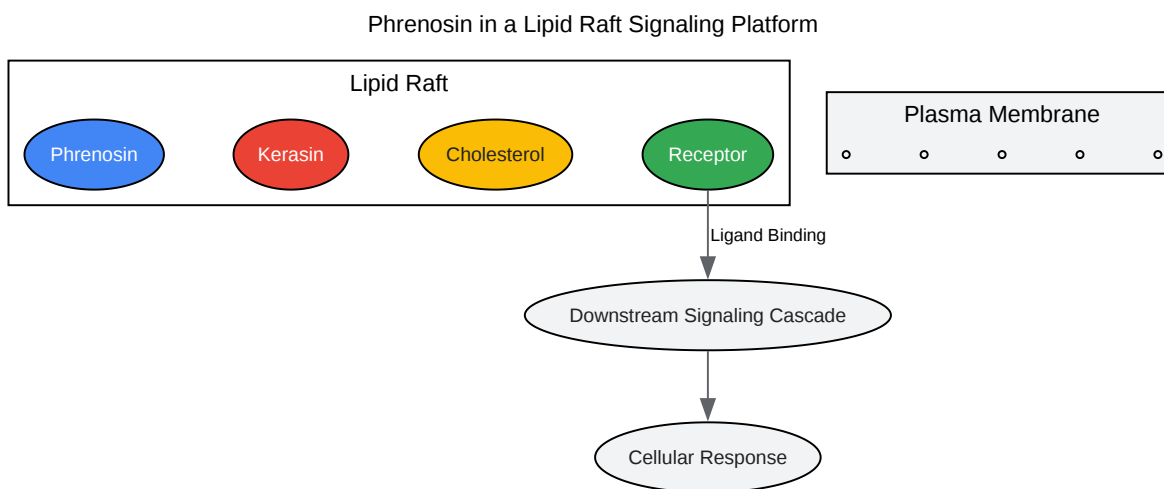 Phrenosin in a Lipid Raft Signaling Platform
Lipid Raft
Plasma Membrane
Phrenosin
Kerasin
Cholesterol
Receptor
Ligand Binding
Downstream Signaling Cascade
Cellular Response